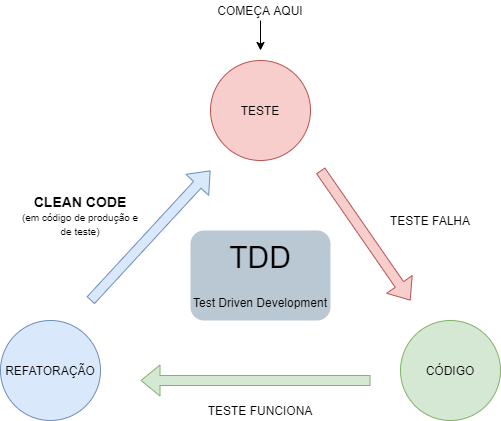 COMEÇA AQUI
TESTE
CLEAN CODE
(em código de produção e
de teste)
TESTE FALHA
TDD
Test Driven Development
REFATORAÇÃO
CÓDIGO
TESTE FUNCIONA